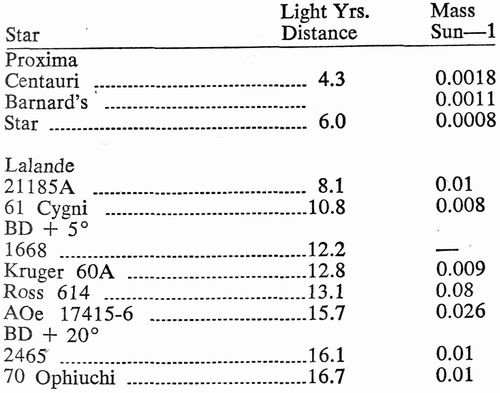 Light Yrs. Mass
Star Distance Sun—1
Proxima
Centauri 4.3 0.0018
Barnard's 0.0011
Star 6.0 0.0008
Lalande
21185A 8.1 0.01
61 Cygni 10.8 0.008
BD + 5°
1668 12.2 —
Kruger 60A 12.8 0.009
Ross 614 13.1 0.08
AOe 17415-6 15.7 0.026
BD + 20°
2465 16.1 0.01
70 Ophiuchi 16.7 0.01